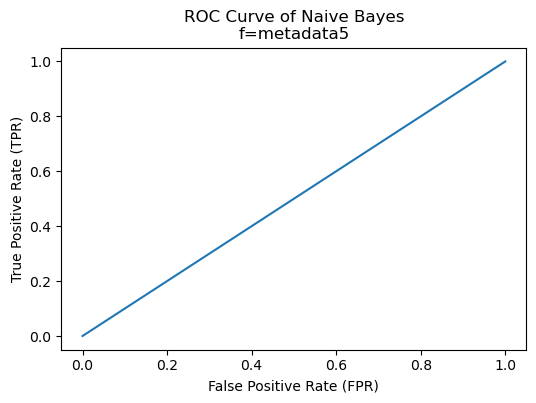 ROC Curve of Naive Bayes
f=metadata5
1.0
0.8
0.6
0.4
0.2
0.0
True Positive Rate (TPR)
0.0 0.2 0.4 0.6 0.8 1.0
False Positive Rate (FPR)